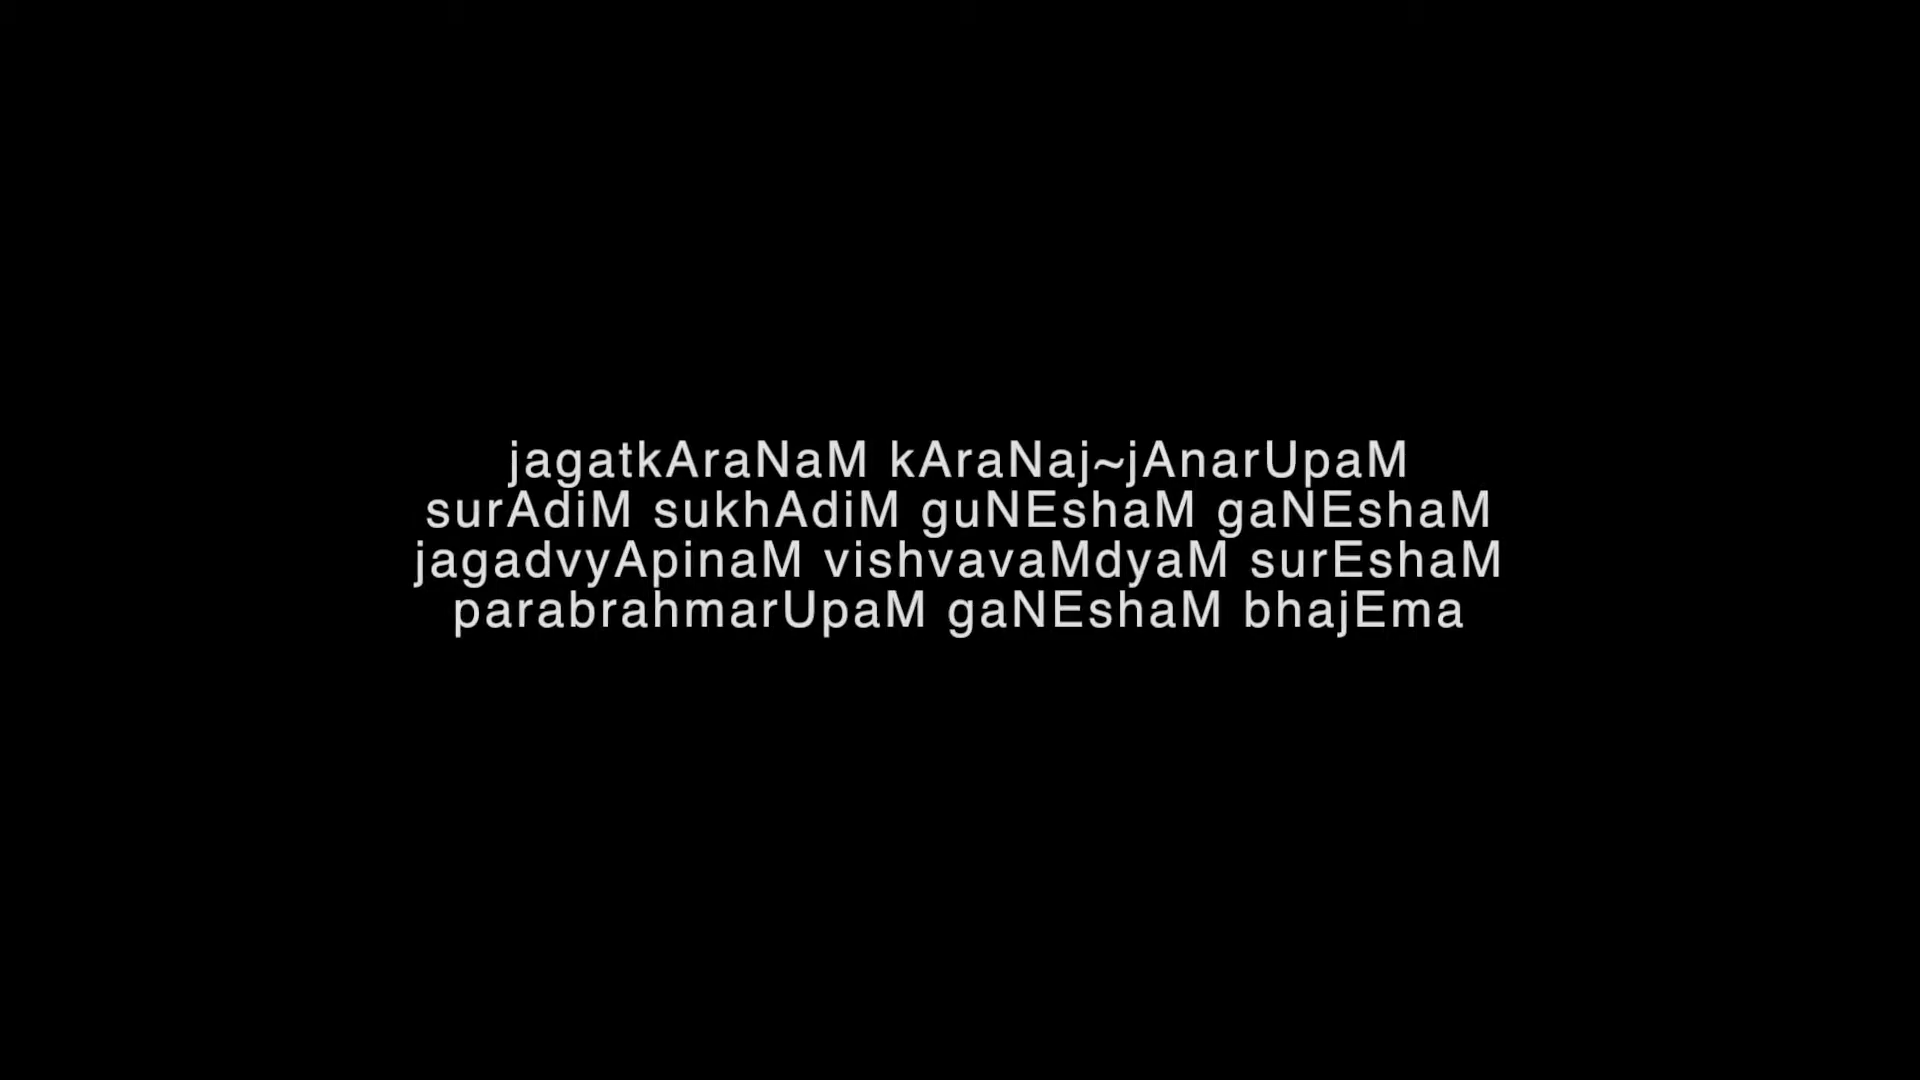 jagatkAraNaM kAraNaj~jAnarUpaM
surAdiM sukhAdiM guNEshaM gaNEshaM
jagadvyApinaM vishvavaMdyaM surEshaM
parabrahmarUpaM gaNEshaM bhajEma